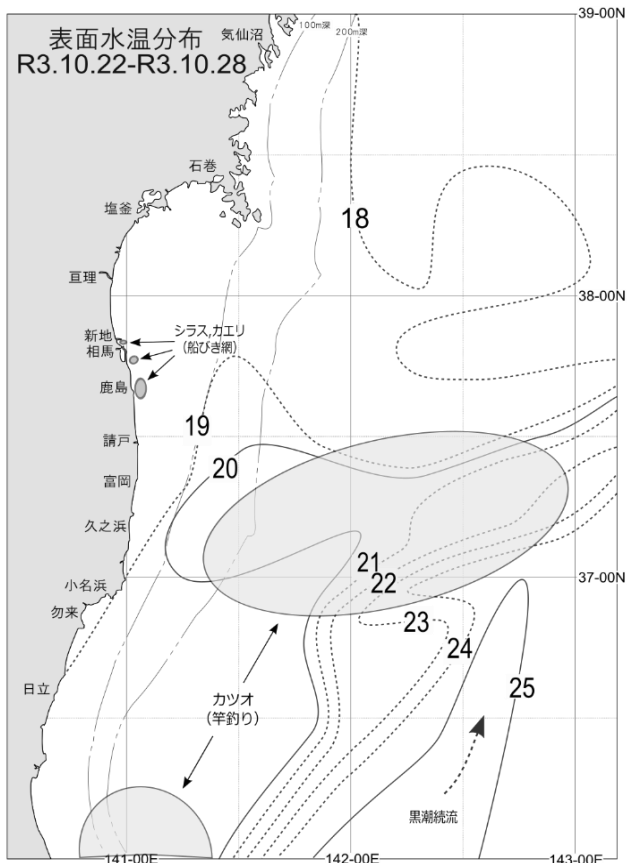 表面水温分布
R3.10.22-R3.10.28
気仙沼
100m深
200m深
39-00N
石巻
塩釜
18
亘理
38-00N
新地
相馬
シラス,カエリ
(船びき網)
鹿島
19
請戸
20
富岡
久之浜
21
22
37-00N
小名浜
勿来
23
24
25
日立
カツオ
(竿釣り)
黒潮続流
141-00E
142-00E
143-00E